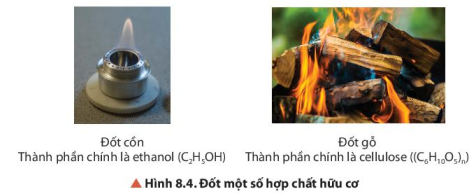 Đốt cồn
Thành phần chính là ethanol (C₂H₅OH)
Đốt gỗ
Thành phần chính là cellulose ((C₆H₁₀O₅)ₙ)
▲ Hình 8.4. Đốt một số hợp chất hữu cơ